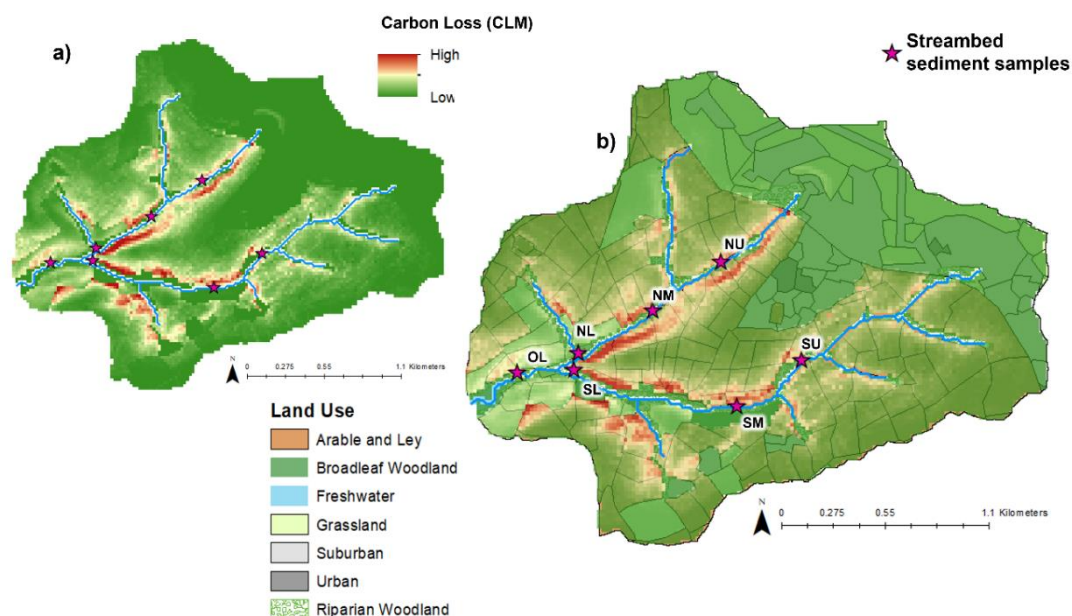 Carbon Loss (CLM)
a)
High
Low
Streambed
sediment samples
b)
NU
NM
NL
OL
SU
SL
SM
N
0 0.275 0.55 1.1 Kilometers
N
0 0.275 0.55 1.1 Kilometers
Land Use
Arable and Ley
Broadleaf Woodland
Freshwater
Grassland
Suburban
Urban
Riparian Woodland